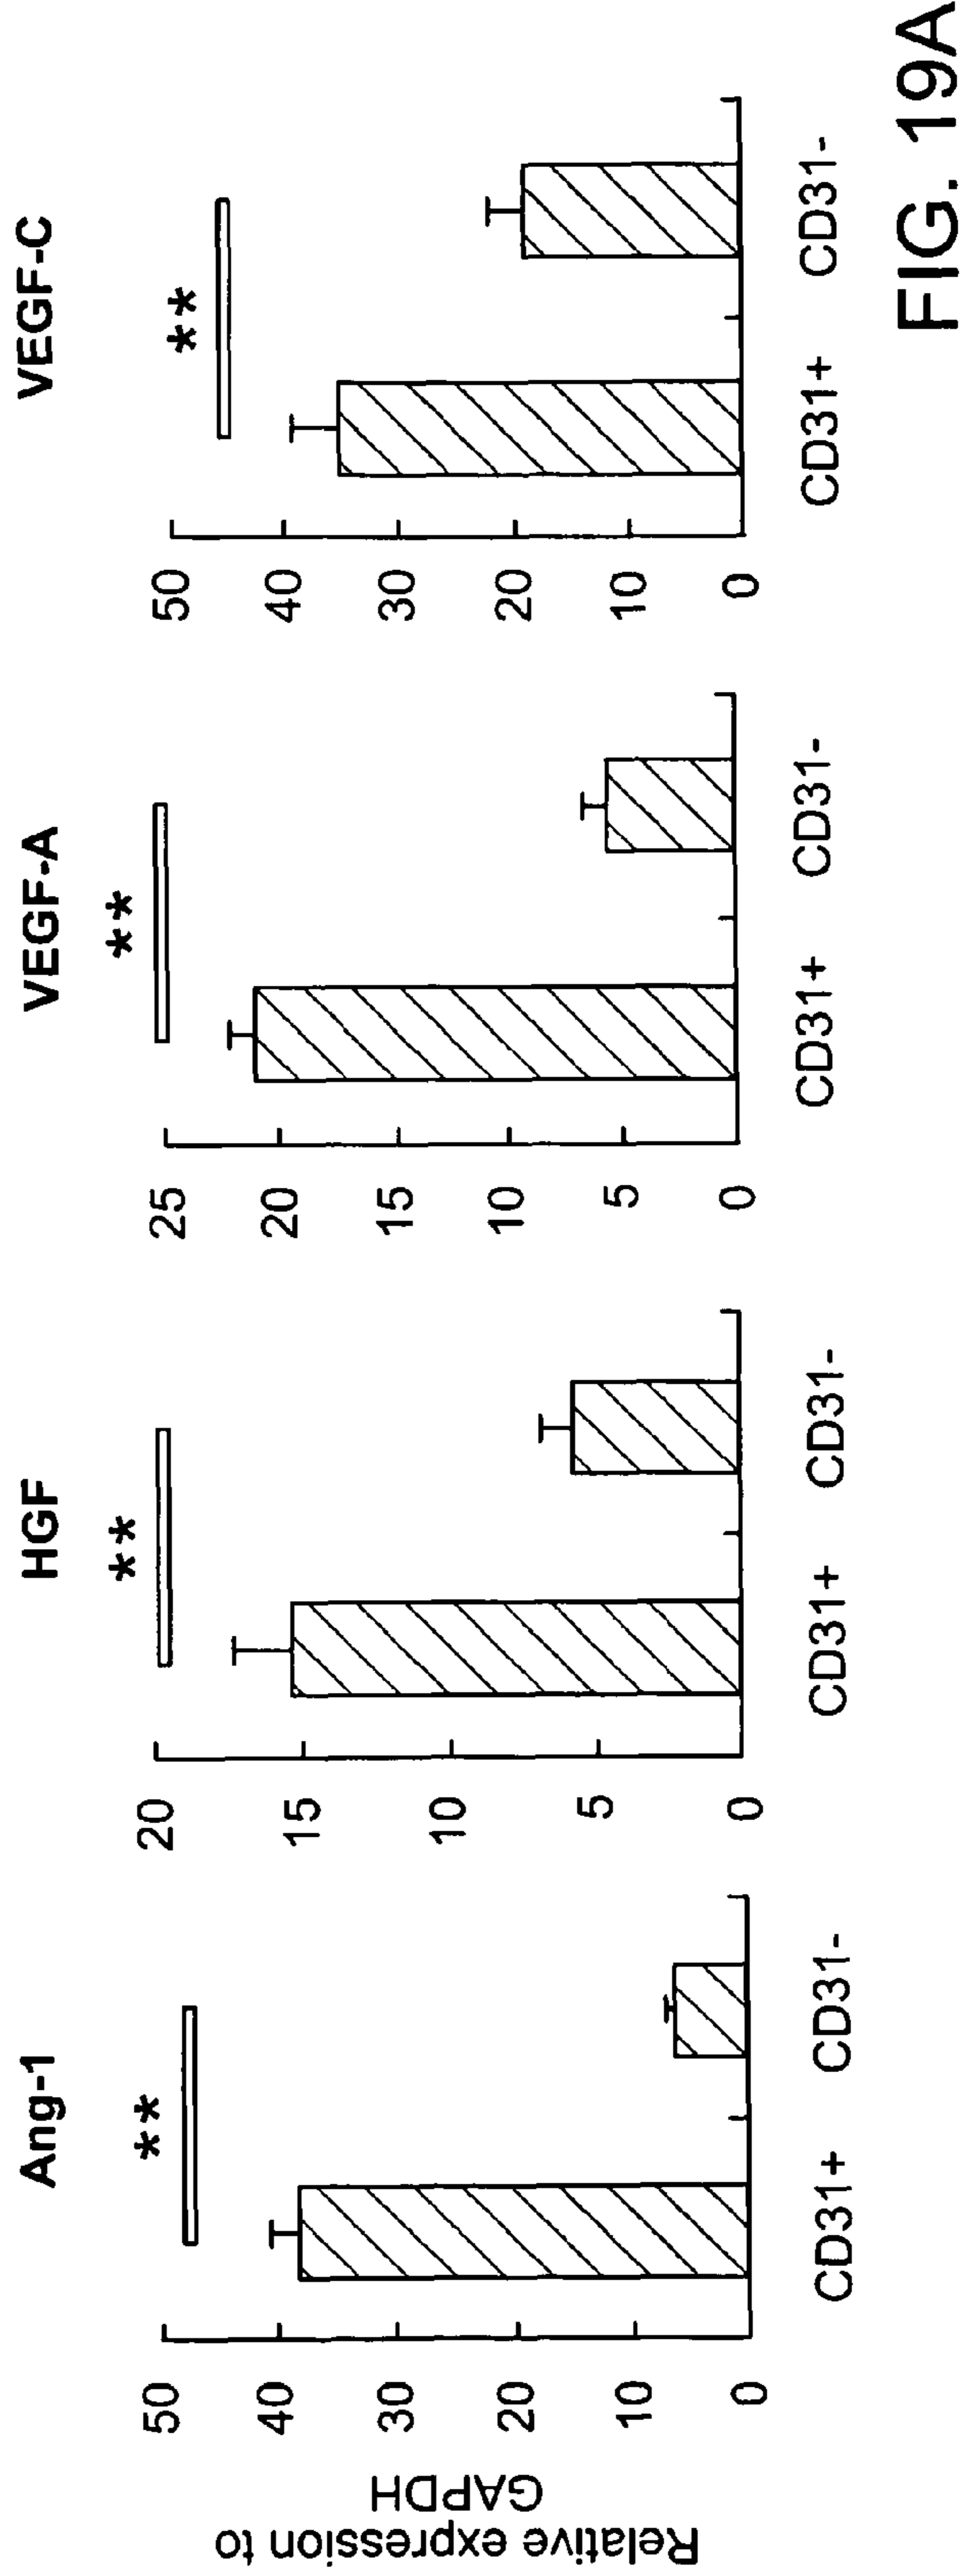 Relative expression to
GAPDH
Ang-1
**
50
40
30
20
10
0
CD31+ CD31-
HGF
**
20
15
10
5
0
CD31+ CD31-
VEGF-A
**
25
20
15
10
5
0
CD31+ CD31-
VEGF-C
**
50
40
30
20
10
0
CD31+ CD31-
FIG. 19A